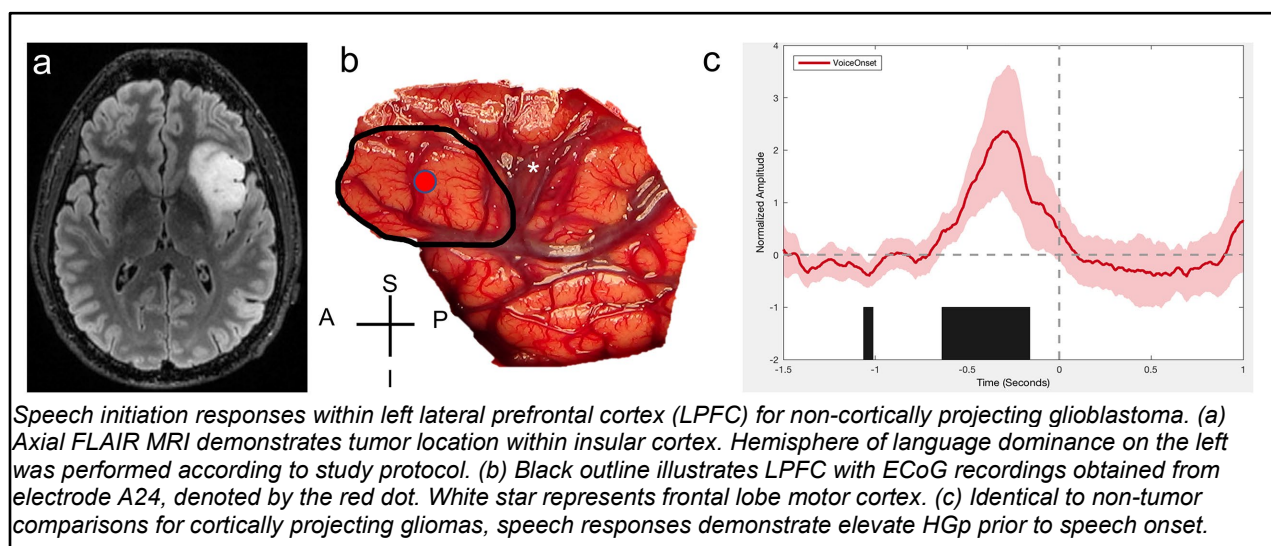 a
b
c
*
S
A
P
I
VoiceOnset
Normalized Amplitude
4
3
2
1
0
-1
-2
-1.5
-1
-0.5
0
0.5
1
Time (Seconds)
Speech initiation responses within left lateral prefrontal cortex (LPFC) for non-cortically projecting glioblastoma. (a)
Axial FLAIR MRI demonstrates tumor location within insular cortex. Hemisphere of language dominance on the left
was performed according to study protocol. (b) Black outline illustrates LPFC with ECoG recordings obtained from
electrode A24, denoted by the red dot. White star represents frontal lobe motor cortex. (c) Identical to non-tumor
comparisons for cortically projecting gliomas, speech responses demonstrate elevate HGp prior to speech onset.